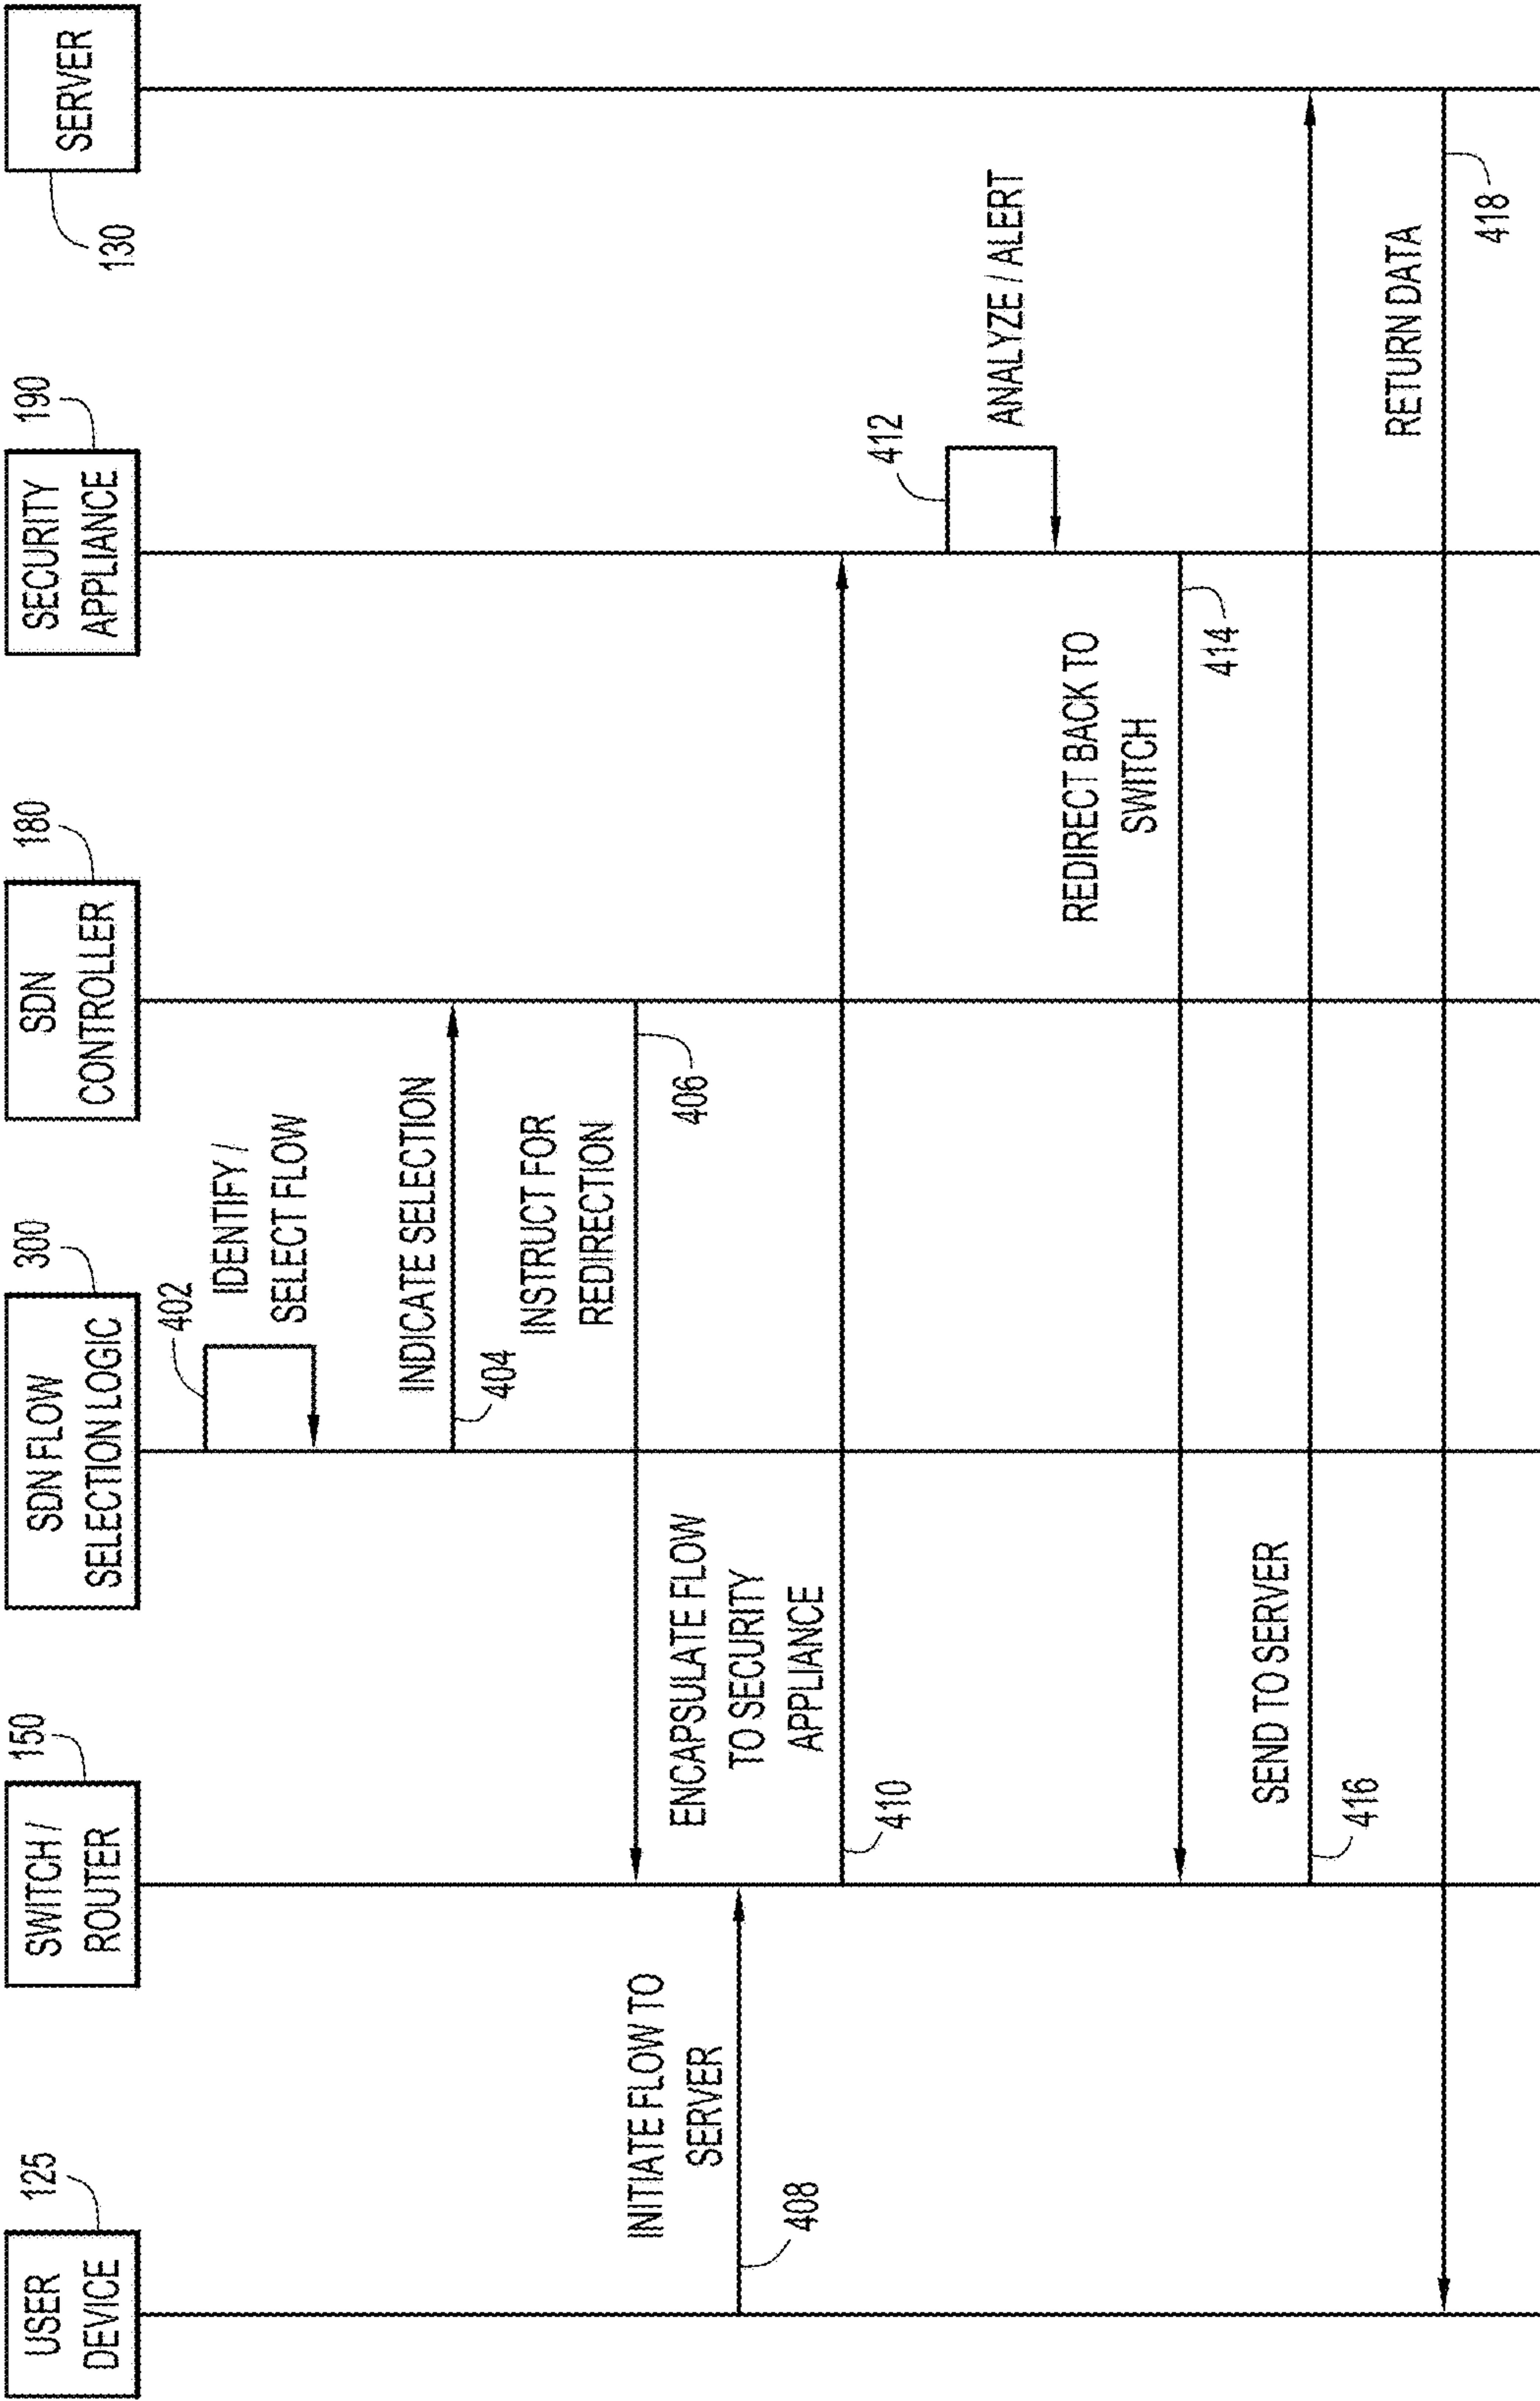 USER
DEVICE
125
SWITCH /
ROUTER
150
SDN FLOW
SELECTION LOGIC
300
SDN
CONTROLLER
180
SECURITY
APPLIANCE
190
SERVER
130
402
IDENTIFY /
SELECT FLOW
INDICATE SELECTION
404
INSTRUCT FOR
REDIRECTION
406
INITIATE FLOW TO
SERVER
408
ENCAPSULATE FLOW
TO SECURITY
APPLIANCE
410
412
ANALYZE / ALERT
REDIRECT BACK TO
SWITCH
414
SEND TO SERVER
416
RETURN DATA
418